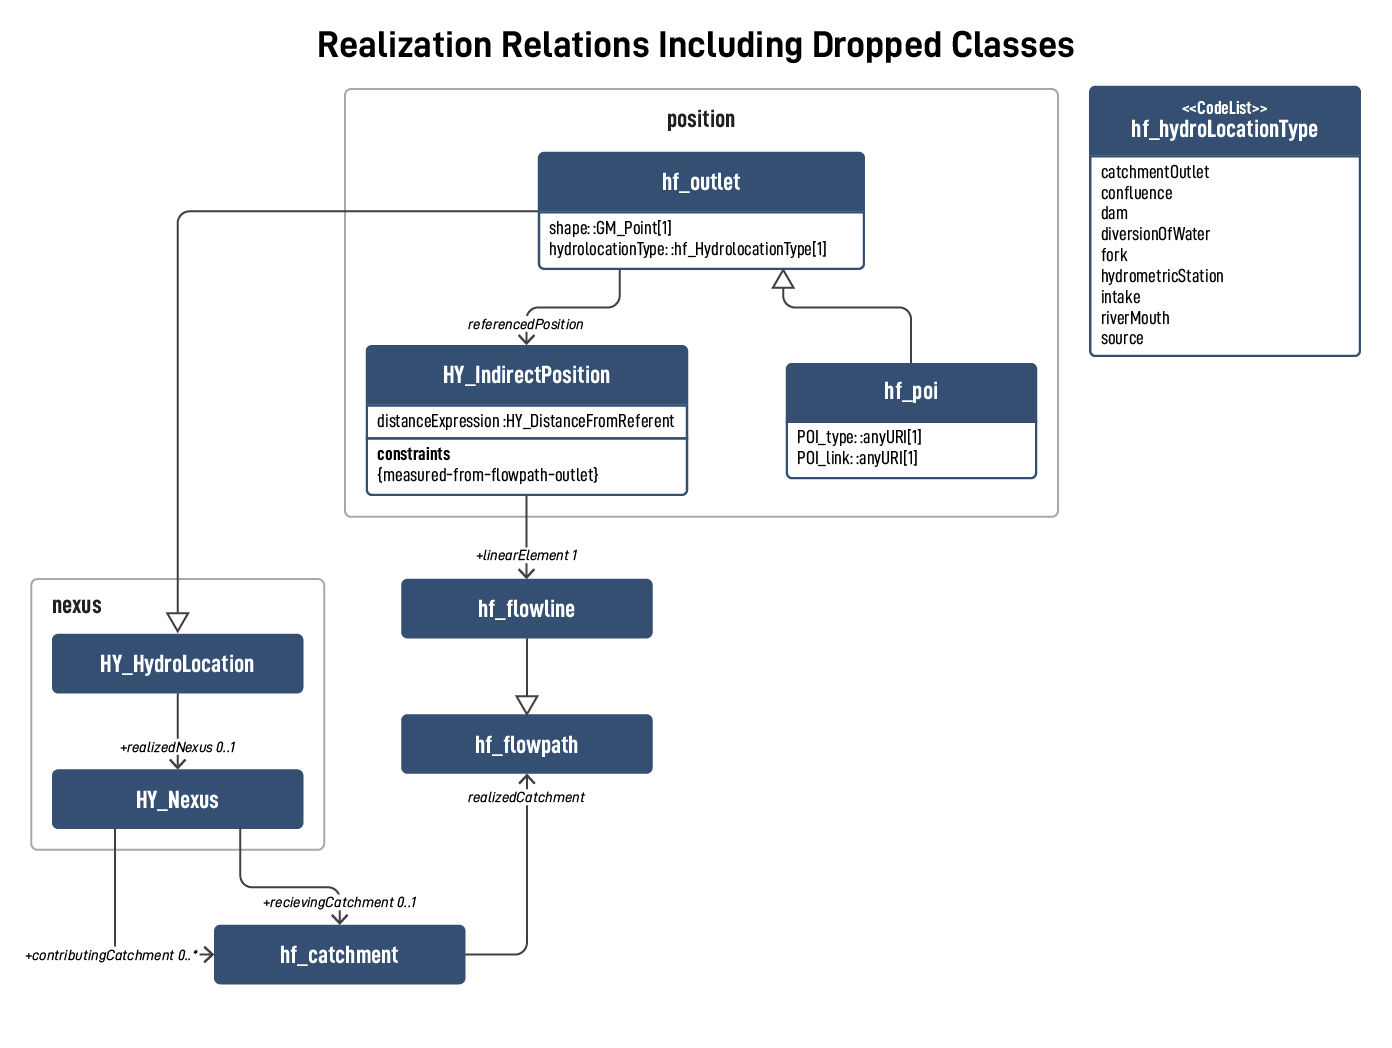 Realization Relations Including Dropped Classes
position
<<CodeList>>
hf_hydroLocationType
catchmentOutlet
confluence
dam
diversionOfWater
fork
hydrometricStation
intake
riverMouth
source
hf_outlet
shape::GM_Point[1]
hydrolocationType::hf_HydrolocationType[1]
referencedPosition
HY_IndirectPosition
distanceExpression:HY_DistanceFromReferent
constraints
{measured-from-flowpath-outlet}
hf_poi
POI_type::anyURI[1]
POI_link::anyURI[1]
+linearElement 1
hf_flowline
nexus
HY_HydroLocation
+realizedNexus 0..1
HY_Nexus
hf_flowpath
realizedCatchment
+recievingCatchment 0..1
+contributingCatchment 0..*
hf_catchment